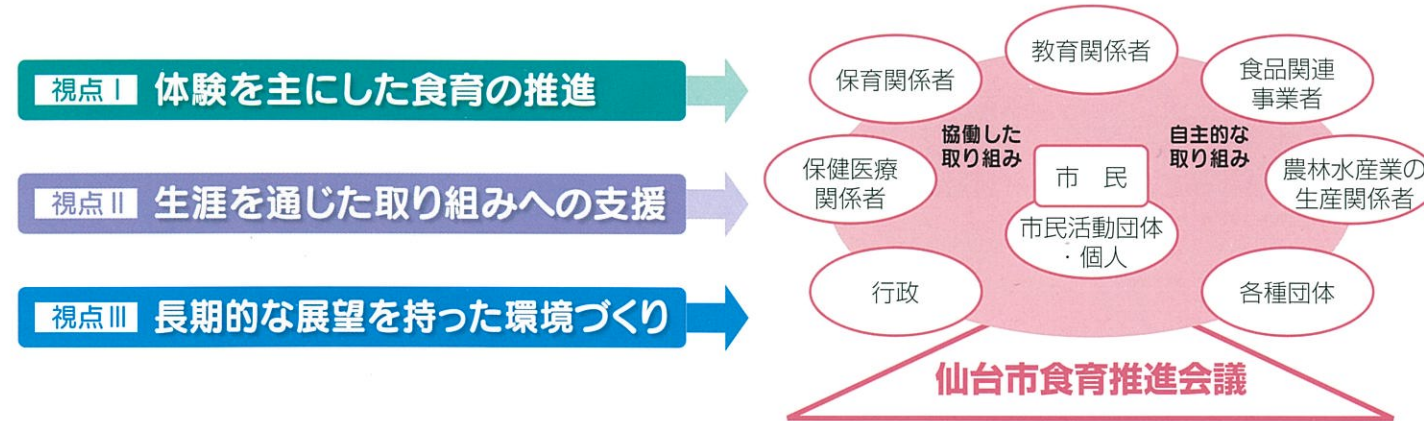 視点Ⅰ 体験を主にした食育の推進
視点Ⅱ 生涯を通じた取り組みへの支援
視点Ⅲ 長期的な展望を持った環境づくり
教育関係者
保育関係者
食品関連
事業者
協働した
取り組み
自主的な
取り組み
保健医療
関係者
市 民
農林水産業の
生産関係者
市民活動団体
・個人
行政
各種団体
仙台市食育推進会議